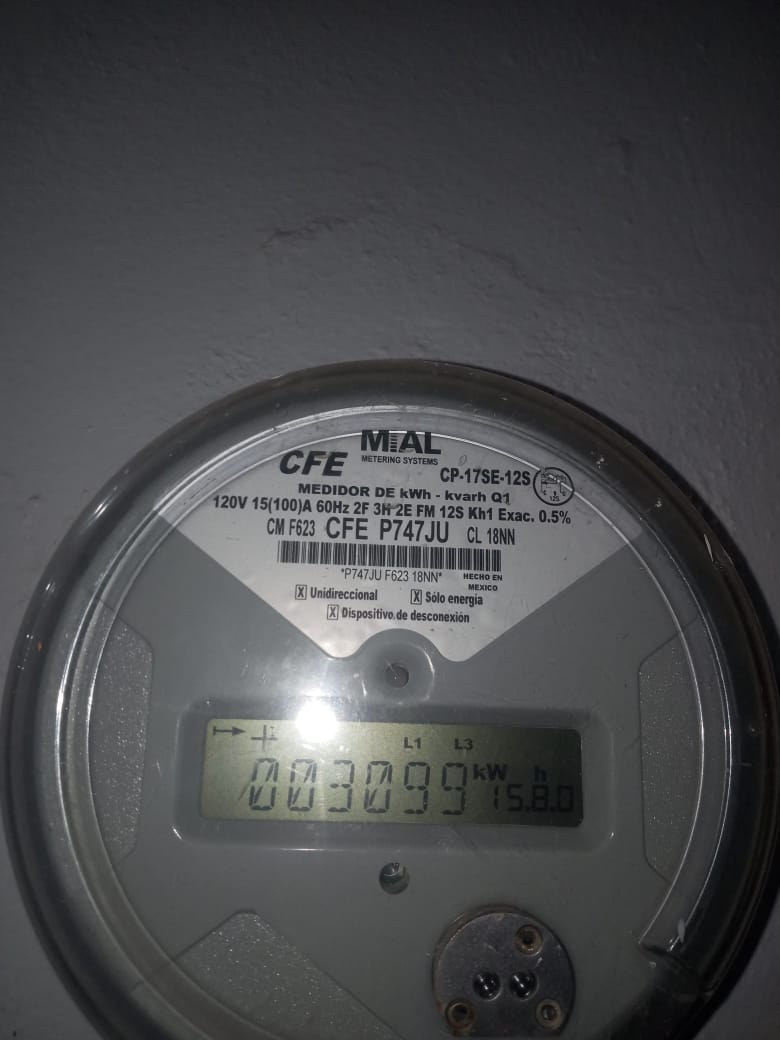 MIAL
METERING SYSTEMS
CFE
CP-17SE-12S
12S
MEDIDOR DE kWh - kvarh Q1
120V 15(100)A 60Hz 2F 3H 2E FM 12S Kh1 Exac. 0.5%
CM F623 CFE P747JU CL 18NN
*P747JU F623 18NN*
HECHO EN
MEXICO
☒ Unidireccional ☒ Sólo energía
☒ Dispositivo de desconexión
L1 L3
003099 kW h 15.8.0